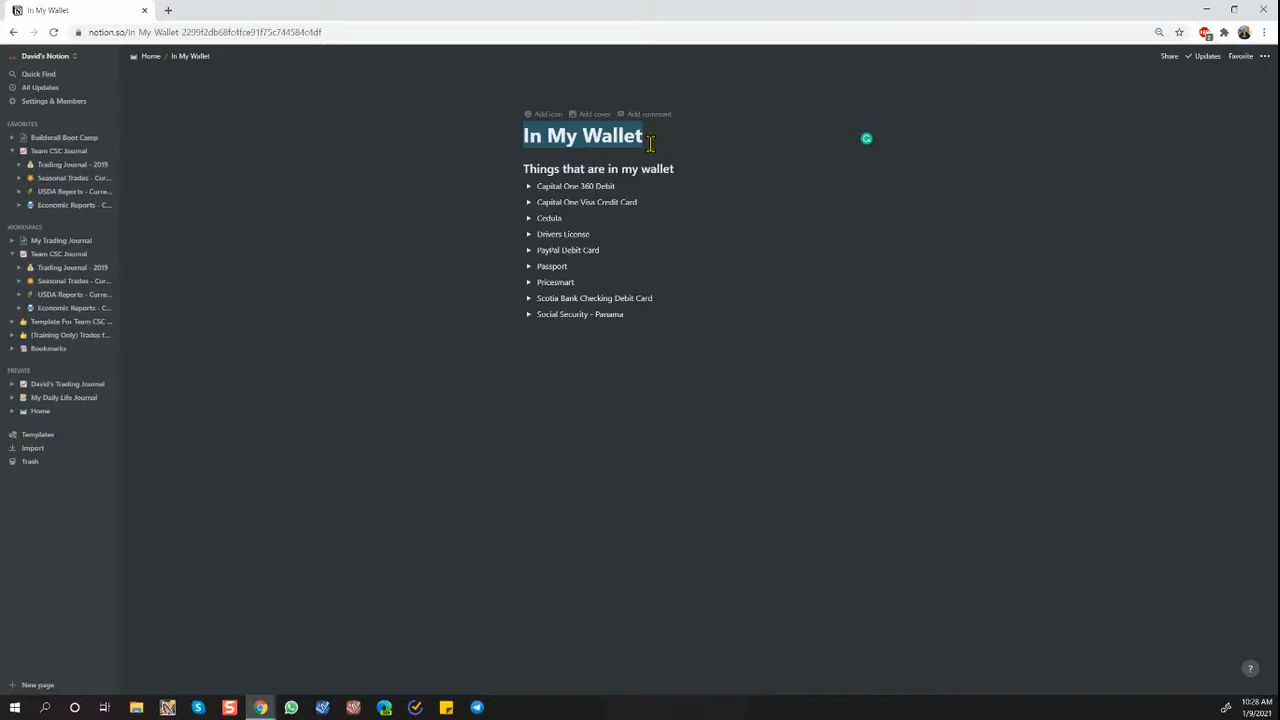 In My Wallet
notion.so/In My Wallet 2299f2db68fc4fce91f75c744584c4df
David's Notion
Home / In My Wallet
Share
Updates
Favorite
Quick Find
All Updates
Settings & Members
FAVORITES
Builderall Boot Camp
Team CSC Journal
Trading Journal - 2019
Seasonal Trades - Cur...
USDA Reports - Curre...
Economic Reports - C...
WORKSPACE
My Trading Journal
Team CSC Journal
Trading Journal - 2019
Seasonal Trades - Cur...
USDA Reports - Curre...
Economic Reports - C...
Template For Team CSC ...
(Training Only) Trades f...
Bookmarks
PRIVATE
David's Trading Journal
My Daily Life Journal
Home
Templates
Import
Trash
New page
Add icon
Add cover
Add comment
In My Wallet
Things that are in my wallet
Capital One 360 Debit
Capital One Visa Credit Card
Cedula
Drivers License
PayPal Debit Card
Passport
Pricesmart
Scotia Bank Checking Debit Card
Social Security - Panama
?
10:28 AM
1/9/2021